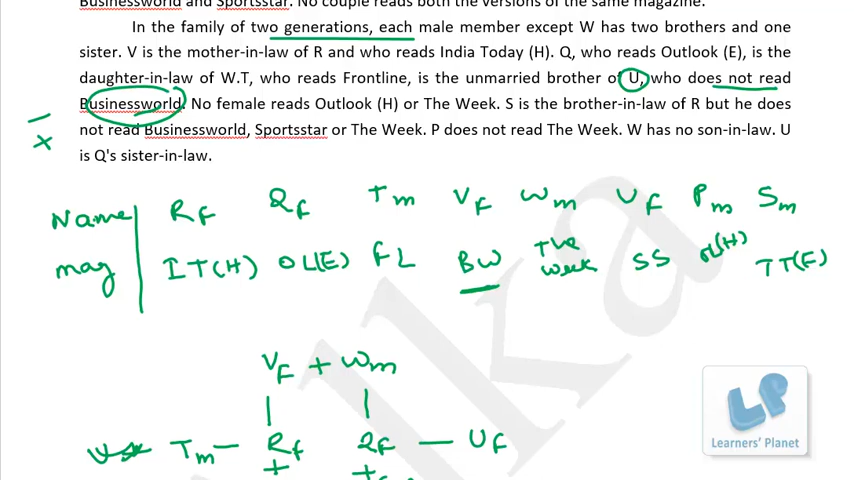 Businessworld and Sportsstar. No couple reads both the versions of the same magazine.
In the family of two generations, each male member except W has two brothers and one
sister. V is the mother-in-law of R and who reads India Today (H). Q, who reads Outlook (E), is the
daughter-in-law of W.T, who reads Frontline, is the unmarried brother of U, who does not read
Businessworld. No female reads Outlook (H) or The Week. S is the brother-in-law of R but he does
not read Businessworld, Sportsstar or The Week. P does not read The Week. W has no son-in-law. U
is Q's sister-in-law.
Name Rf Qf Tm Vf Wm Uf Pm Sm
mag IT(H) OL(E) FL BW The week SS OL(H) TT(E)
Vf + Wm
Tm — Rf Qf — Uf
+ +
LP
Learners' Planet